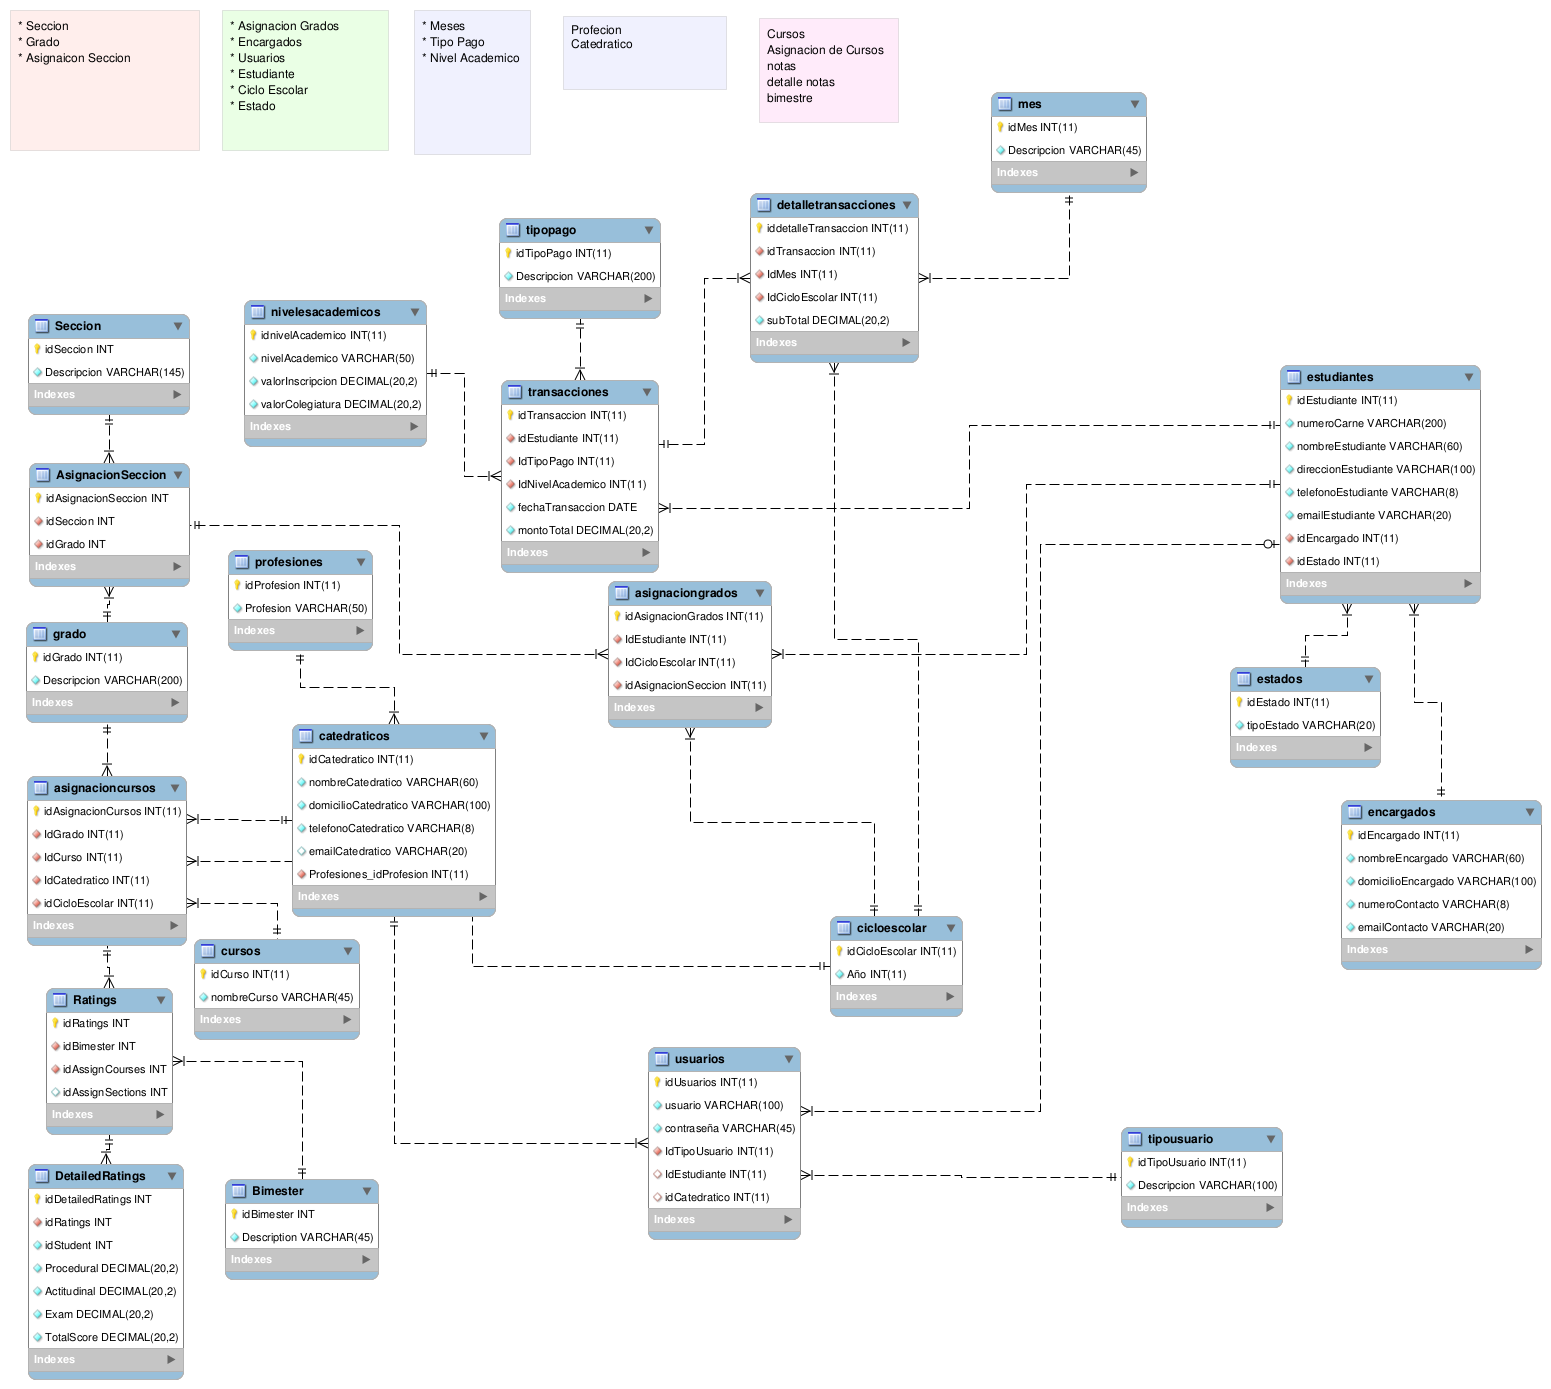 * Seccion
* Grado
* Asignaicon Seccion
* Asignacion Grados
* Encargados
* Usuarios
* Estudiante
* Ciclo Escolar
* Estado
* Meses
* Tipo Pago
* Nivel Academico
Profecion
Catedratico
Cursos
Asignacion de Cursos
notas
detalle notas
bimestre
mes
idMes INT(11)
Descripcion VARCHAR(45)
Indexes
detalletransacciones
iddetalleTransaccion INT(11)
idTransaccion INT(11)
IdMes INT(11)
IdCicloEscolar INT(11)
subTotal DECIMAL(20,2)
Indexes
tipopago
idTipoPago INT(11)
Descripcion VARCHAR(200)
Indexes
nivelesacademicos
idnivelAcademico INT(11)
nivelAcademico VARCHAR(50)
valorInscripcion DECIMAL(20,2)
valorColegiatura DECIMAL(20,2)
Indexes
Seccion
idSeccion INT
Descripcion VARCHAR(145)
Indexes
transacciones
idTransaccion INT(11)
idEstudiante INT(11)
IdTipoPago INT(11)
IdNivelAcademico INT(11)
fechaTransaccion DATE
montoTotal DECIMAL(20,2)
Indexes
estudiantes
idEstudiante INT(11)
numeroCarne VARCHAR(200)
nombreEstudiante VARCHAR(60)
direccionEstudiante VARCHAR(100)
telefonoEstudiante VARCHAR(8)
emailEstudiante VARCHAR(20)
idEncargado INT(11)
idEstado INT(11)
Indexes
AsignacionSeccion
idAsignacionSeccion INT
idSeccion INT
idGrado INT
Indexes
profesiones
idProfesion INT(11)
Profesion VARCHAR(50)
Indexes
asignaciongrados
idAsignacionGrados INT(11)
IdEstudiante INT(11)
IdCicloEscolar INT(11)
idAsignacionSeccion INT(11)
Indexes
grado
idGrado INT(11)
Descripcion VARCHAR(200)
Indexes
estados
idEstado INT(11)
tipoEstado VARCHAR(20)
Indexes
catedraticos
idCatedratico INT(11)
nombreCatedratico VARCHAR(60)
domicilioCatedratico VARCHAR(100)
telefonoCatedratico VARCHAR(8)
emailCatedratico VARCHAR(20)
Profesiones_idProfesion INT(11)
Indexes
asignacioncursos
idAsignacionCursos INT(11)
IdGrado INT(11)
IdCurso INT(11)
IdCatedratico INT(11)
idCicloEscolar INT(11)
Indexes
encargados
idEncargado INT(11)
nombreEncargado VARCHAR(60)
domicilioEncargado VARCHAR(100)
numeroContacto VARCHAR(8)
emailContacto VARCHAR(20)
Indexes
cicloescolar
idCicloEscolar INT(11)
Año INT(11)
Indexes
cursos
idCurso INT(11)
nombreCurso VARCHAR(45)
Indexes
Ratings
idRatings INT
idBimester INT
idAssignCourses INT
idAssignSections INT
Indexes
usuarios
idUsuarios INT(11)
usuario VARCHAR(100)
contraseña VARCHAR(45)
IdTipoUsuario INT(11)
IdEstudiante INT(11)
idCatedratico INT(11)
Indexes
tipousuario
idTipoUsuario INT(11)
Descripcion VARCHAR(100)
Indexes
DetailedRatings
idDetailedRatings INT
idRatings INT
idStudent INT
Procedural DECIMAL(20,2)
Actitudinal DECIMAL(20,2)
Exam DECIMAL(20,2)
TotalScore DECIMAL(20,2)
Indexes
Bimester
idBimester INT
Description VARCHAR(45)
Indexes